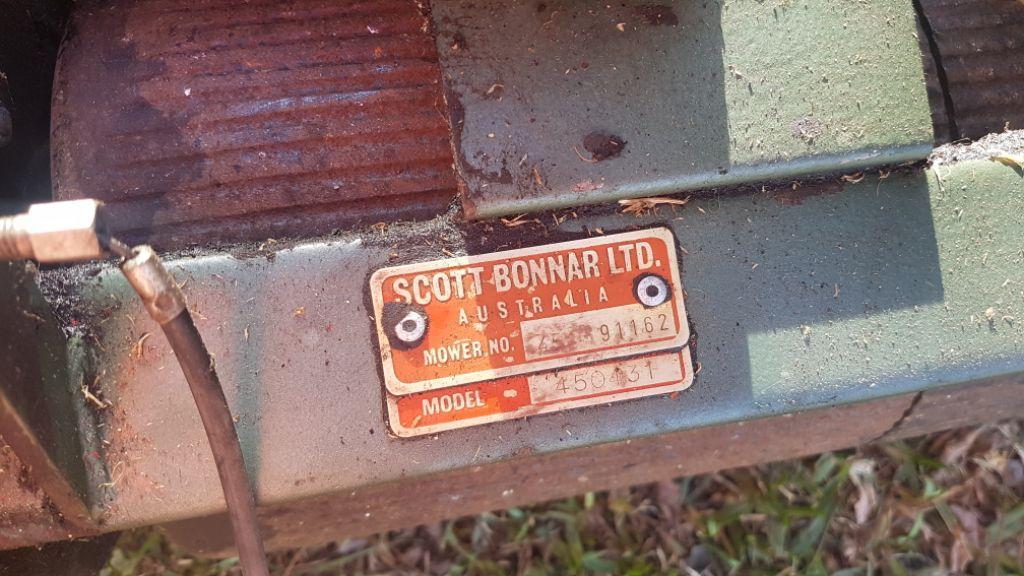 SCOTT BONNAR LTD.
AUSTRALIA
MOWER NO. 91162
MODEL 450431